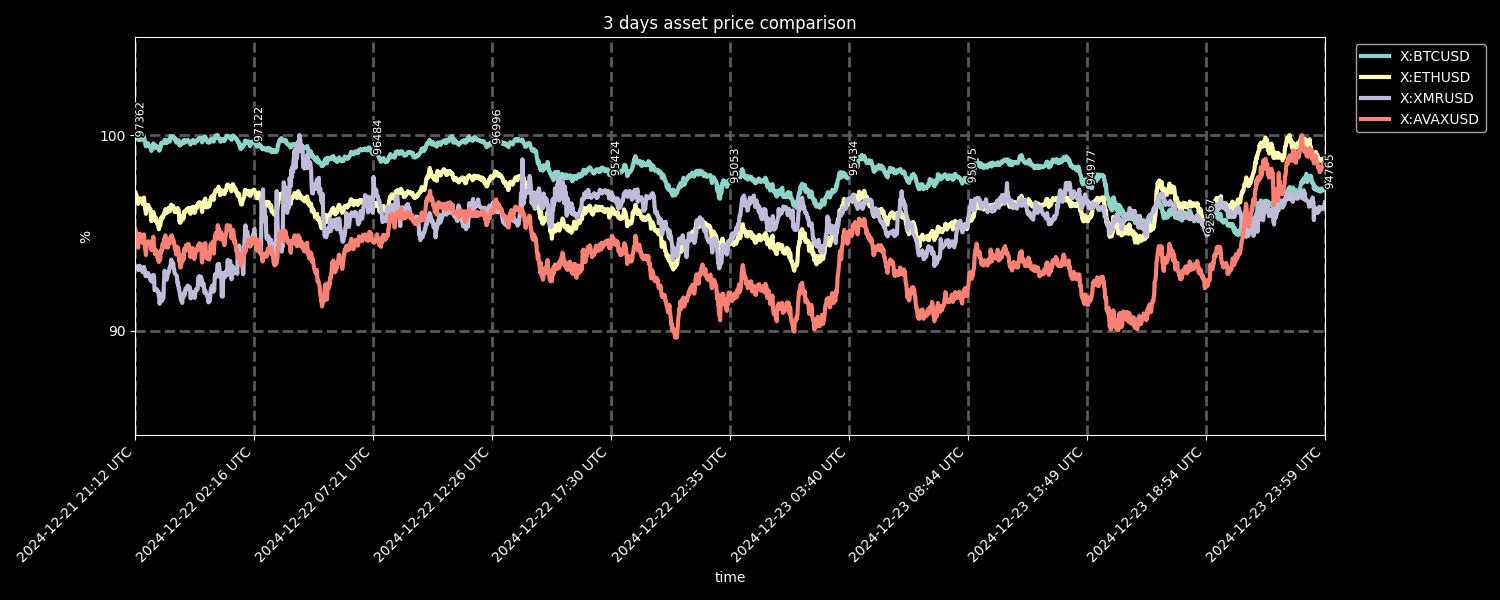 3 days asset price comparison
X:BTCUSD
X:ETHUSD
X:XMRUSD
X:AVAXUSD
100
90
%
97362
97122
96484
96996
95424
95053
95434
95075
94977
92567
94765
2024-12-21 21:12 UTC
2024-12-22 02:16 UTC
2024-12-22 07:21 UTC
2024-12-22 12:26 UTC
2024-12-22 17:30 UTC
2024-12-22 22:35 UTC
2024-12-23 03:40 UTC
2024-12-23 08:44 UTC
2024-12-23 13:49 UTC
2024-12-23 18:54 UTC
2024-12-23 23:59 UTC
time